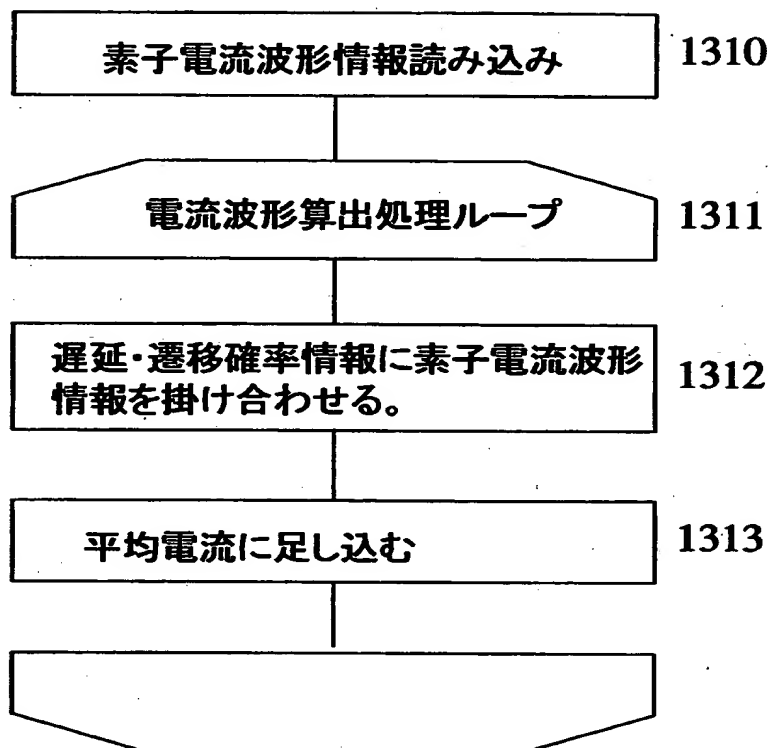 素子電流波形情報読み込み 1310
電流波形算出処理ループ 1311
遅延・遷移確率情報に素子電流波形
情報を掛け合わせる。 1312
平均電流に足し込む 1313